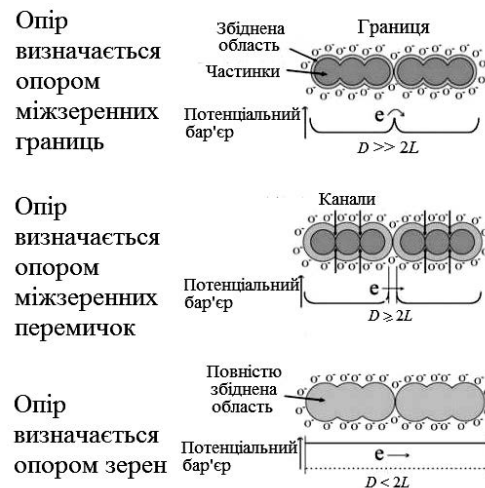 Опір
визначається
опором
міжзеренних
границь
Збіднена
область
Частинки
Границя
O⁻ O⁻ O⁻ O⁻ O⁻ O⁻ O⁻ O⁻
Потенціальний
бар'єр
e
D >> 2L
Опір
визначається
опором
міжзеренних
перемичок
Канали
Потенціальний
бар'єр
e
D ⩾ 2L
Опір
визначається
опором зерен
Повністю
збіднена
область
Потенціальний
бар'єр
e
D < 2L